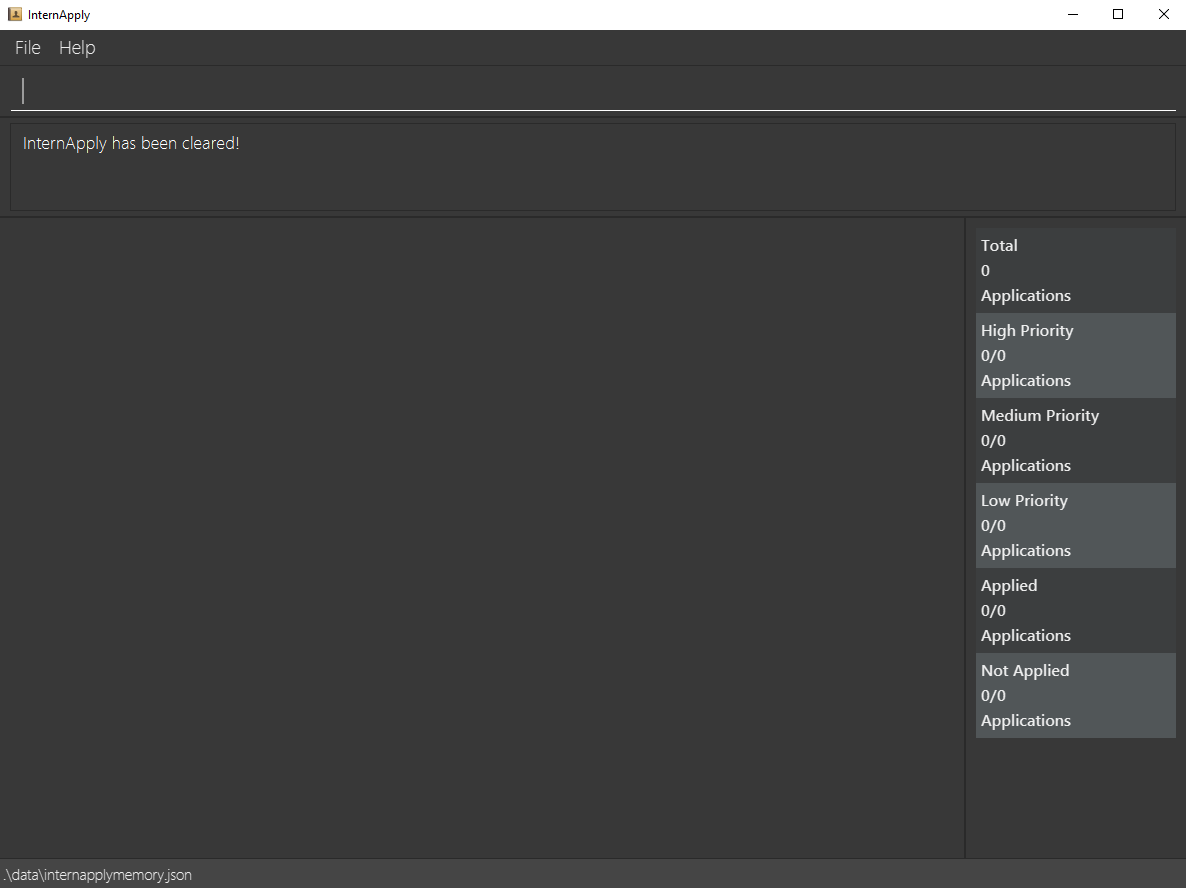 InternApply
File Help
InternApply has been cleared!
Total
0
Applications
High Priority
0/0
Applications
Medium Priority
0/0
Applications
Low Priority
0/0
Applications
Applied
0/0
Applications
Not Applied
0/0
Applications
.\data\internapplymemory.json